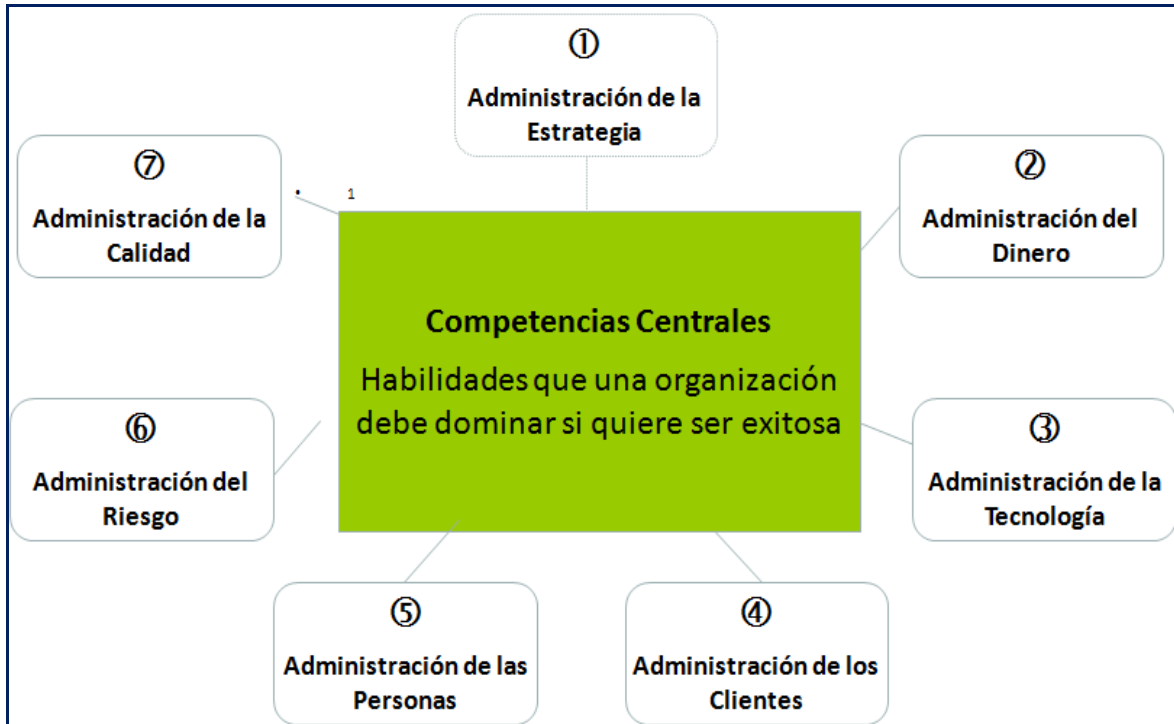 ①
Administración de la
Estrategia
②
Administración del
Dinero
③
Administración de la
Tecnología
④
Administración de los
Clientes
⑤
Administración de las
Personas
⑥
Administración del
Riesgo
⑦
Administración de la
Calidad
• 1
Competencias Centrales
Habilidades que una organización
debe dominar si quiere ser exitosa